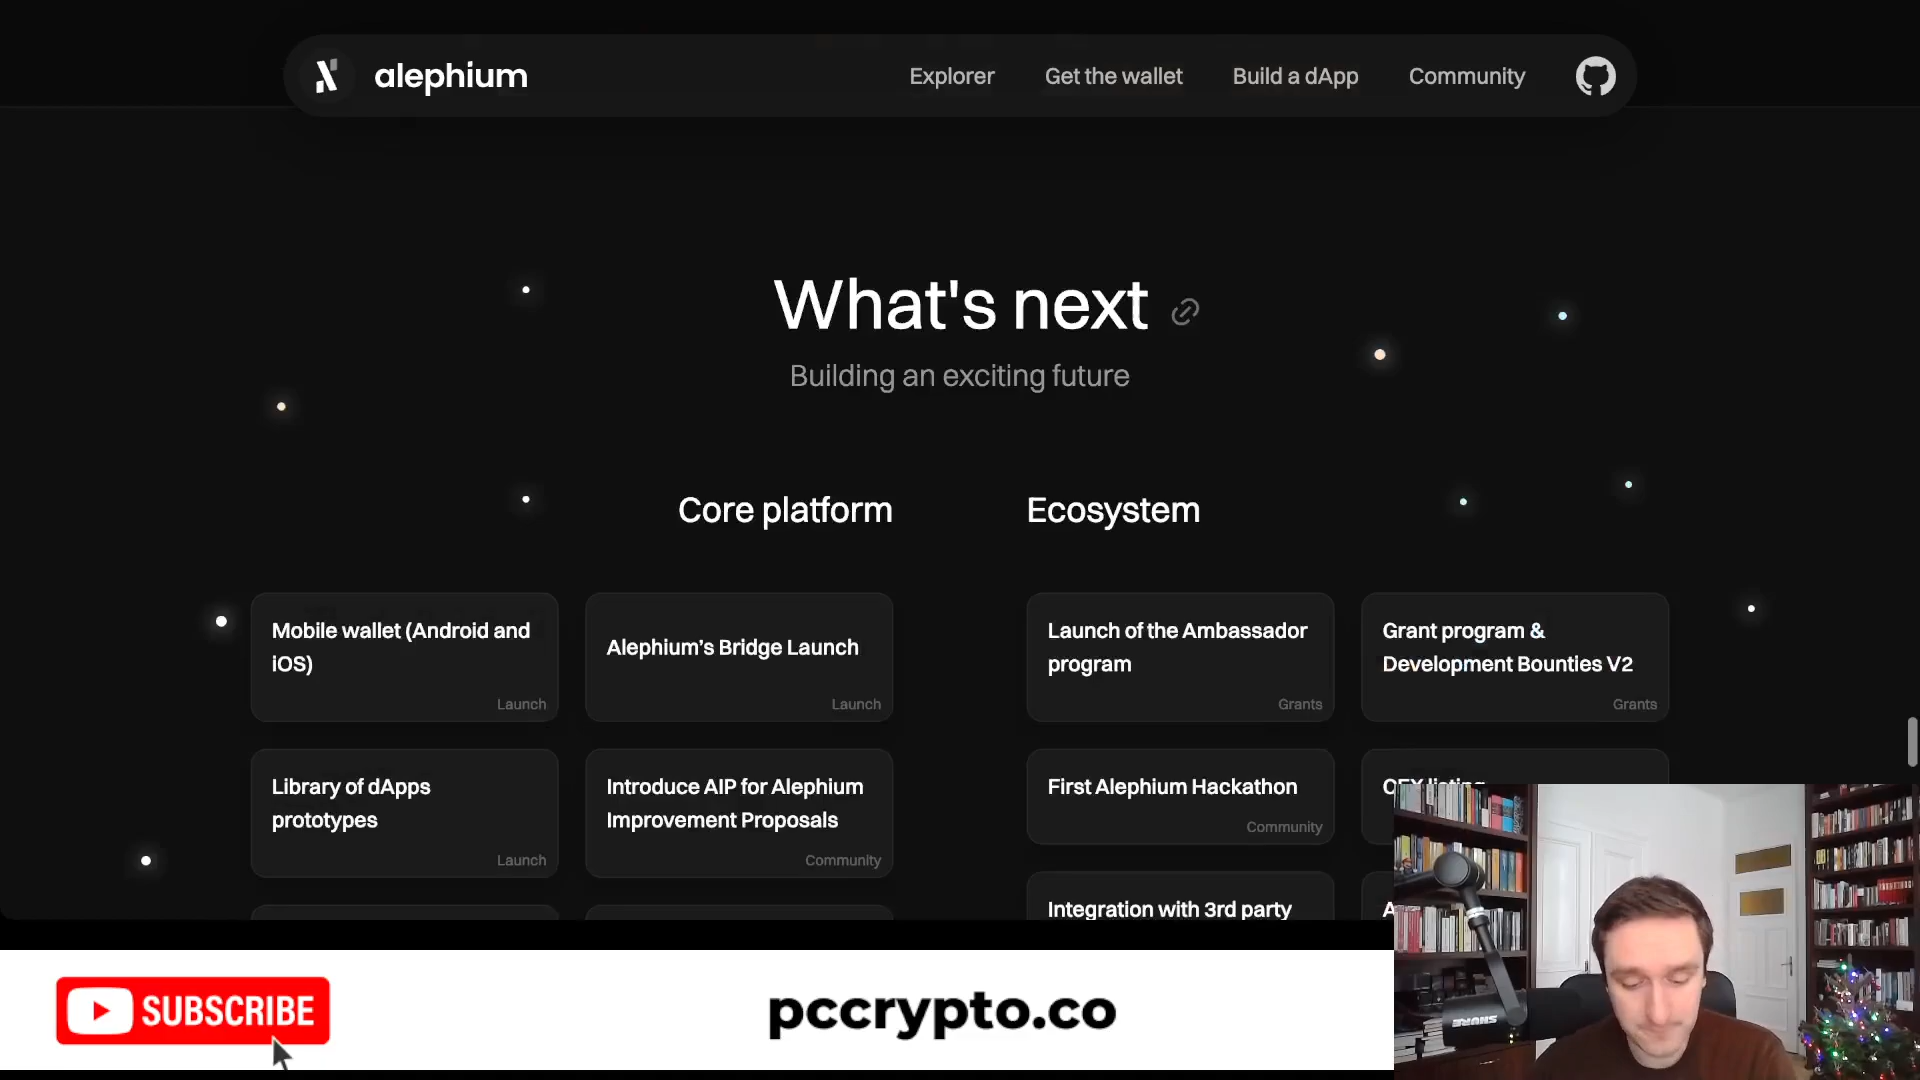 alephium
Explorer
Get the wallet
Build a dApp
Community
What's next
Building an exciting future
Core platform
Ecosystem
Mobile wallet (Android and
iOS)
Launch
Alephium’s Bridge Launch
Launch
Launch of the Ambassador
program
Grants
Grant program &
Development Bounties V2
Grants
Library of dApps
prototypes
Launch
Introduce AIP for Alephium
Improvement Proposals
Community
First Alephium Hackathon
Community
CEX listing
Integration with 3rd party
SUBSCRIBE
pccrypto.co